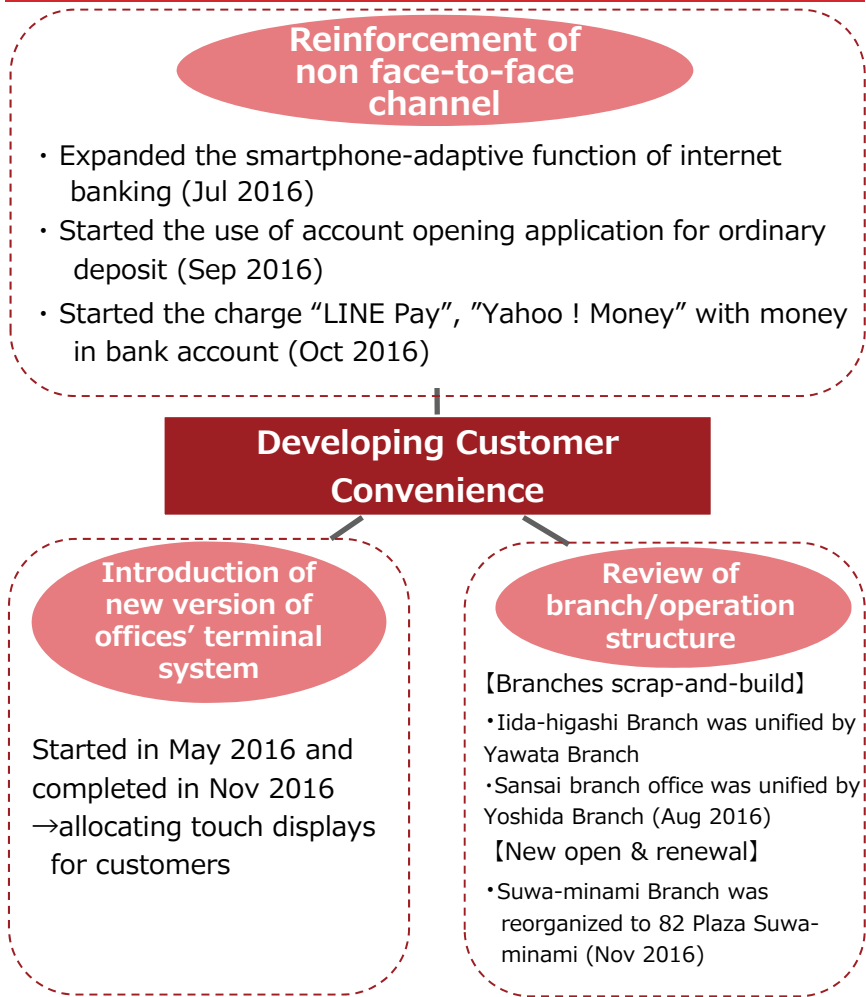 Reinforcement of
non face-to-face
channel
・Expanded the smartphone-adaptive function of internet
banking (Jul 2016)
・Started the use of account opening application for ordinary
deposit (Sep 2016)
・Started the charge “LINE Pay”, ”Yahoo ! Money” with money
in bank account (Oct 2016)
Developing Customer
Convenience
Introduction of
new version of
offices’ terminal
system
Started in May 2016 and
completed in Nov 2016
→allocating touch displays
for customers
Review of
branch/operation
structure
【Branches scrap-and-build】
・Iida-higashi Branch was unified by
Yawata Branch
・Sansai branch office was unified by
Yoshida Branch (Aug 2016)
【New open & renewal】
・Suwa-minami Branch was
reorganized to 82 Plaza Suwa-
minami (Nov 2016)